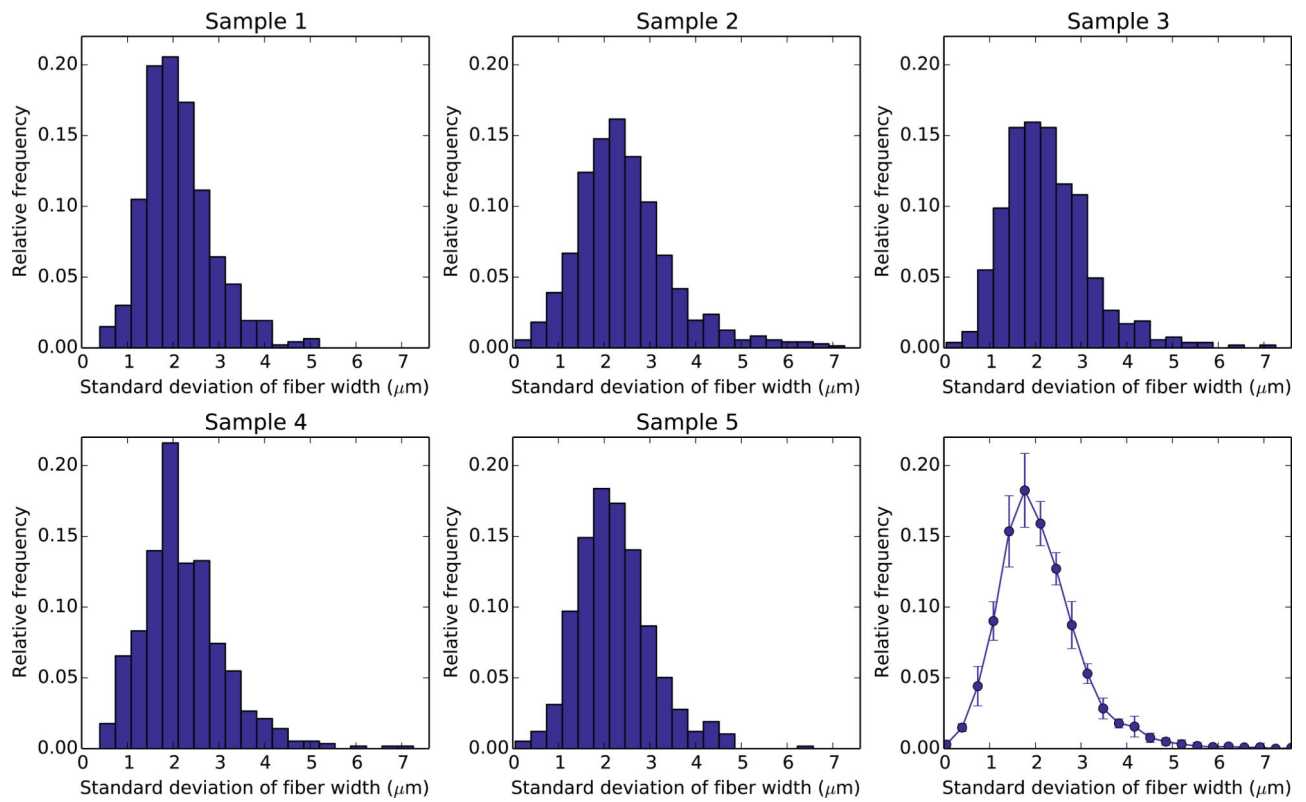 Sample 1
0.20
0.15
0.10
0.05
0.00
Relative frequency
0 1 2 3 4 5 6 7
Standard deviation of fiber width (μm)
Sample 2
0.20
0.15
0.10
0.05
0.00
Relative frequency
0 1 2 3 4 5 6 7
Standard deviation of fiber width (μm)
Sample 3
0.20
0.15
0.10
0.05
0.00
Relative frequency
0 1 2 3 4 5 6 7
Standard deviation of fiber width (μm)
Sample 4
0.20
0.15
0.10
0.05
0.00
Relative frequency
0 1 2 3 4 5 6 7
Standard deviation of fiber width (μm)
Sample 5
0.20
0.15
0.10
0.05
0.00
Relative frequency
0 1 2 3 4 5 6 7
Standard deviation of fiber width (μm)
0.20
0.15
0.10
0.05
0.00
Relative frequency
0 1 2 3 4 5 6 7
Standard deviation of fiber width (μm)